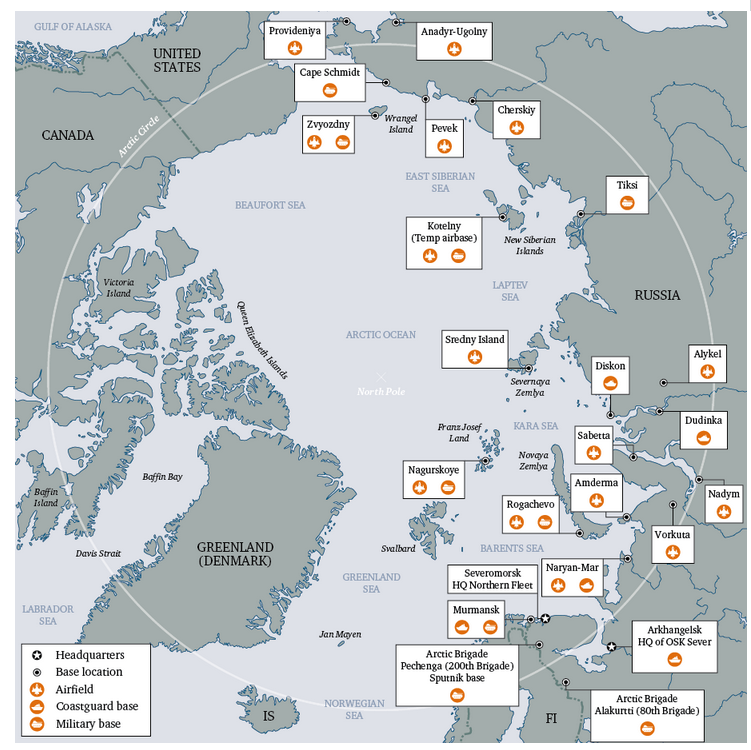 GULF OF ALASKA
UNITED
STATES
CANADA
Arctic Circle
Provideniya
Anadyr-Ugolny
Cape Schmidt
Zvyozdny
Wrangel
Island
Pevek
Cherskiy
EAST SIBERIAN
SEA
BEAUFORT SEA
Tiksi
Kotelny
(Temp airbase)
New Siberian
Islands
Victoria
Island
Queen Elizabeth Islands
LAPTEV
SEA
RUSSIA
ARCTIC OCEAN
Sredny Island
North Pole
Severnaya
Zemlya
Diskon
Alykel
Dudinka
Franz Josef
Land
KARA SEA
Sabetta
Novaya
Zemlya
Nagurskoye
Amderma
Nadym
Baffin Bay
Baffin
Island
Rogachevo
Vorkuta
Davis Strait
GREENLAND
(DENMARK)
Svalbard
BARENTS SEA
Naryan-Mar
GREENLAND
SEA
Severomorsk
HQ Northern Fleet
LABRADOR
SEA
Murmansk
Jan Mayen
Arkhangelsk
HQ of OSK Sever
Arctic Brigade
Pechenga (200th Brigade)
Sputnik base
Arctic Brigade
Alakurtti (80th Brigade)
NORWEGIAN
SEA
IS
FI
Headquarters
Base location
Airfield
Coastguard base
Military base